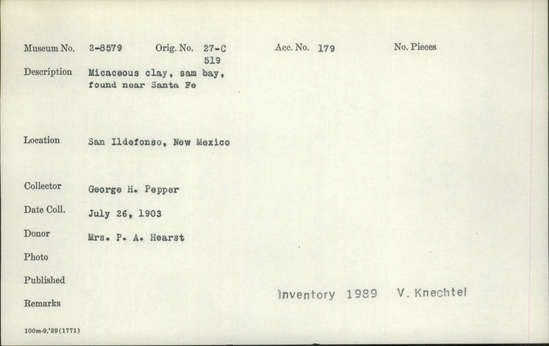 Museum No. 2-8579 Orig. No. 27-C Acc. No. 179 No. Pieces
519
Description Micaceous clay, sam bay,
found near Santa Fe
Location San Ildefonso, New Mexico
Collector George H. Pepper
Date Coll. July 26, 1903
Donor Mrs. P. A. Hearst
Photo
Published
Inventory 1989 V. Knechtel
Remarks
100m-9,'29(1771)